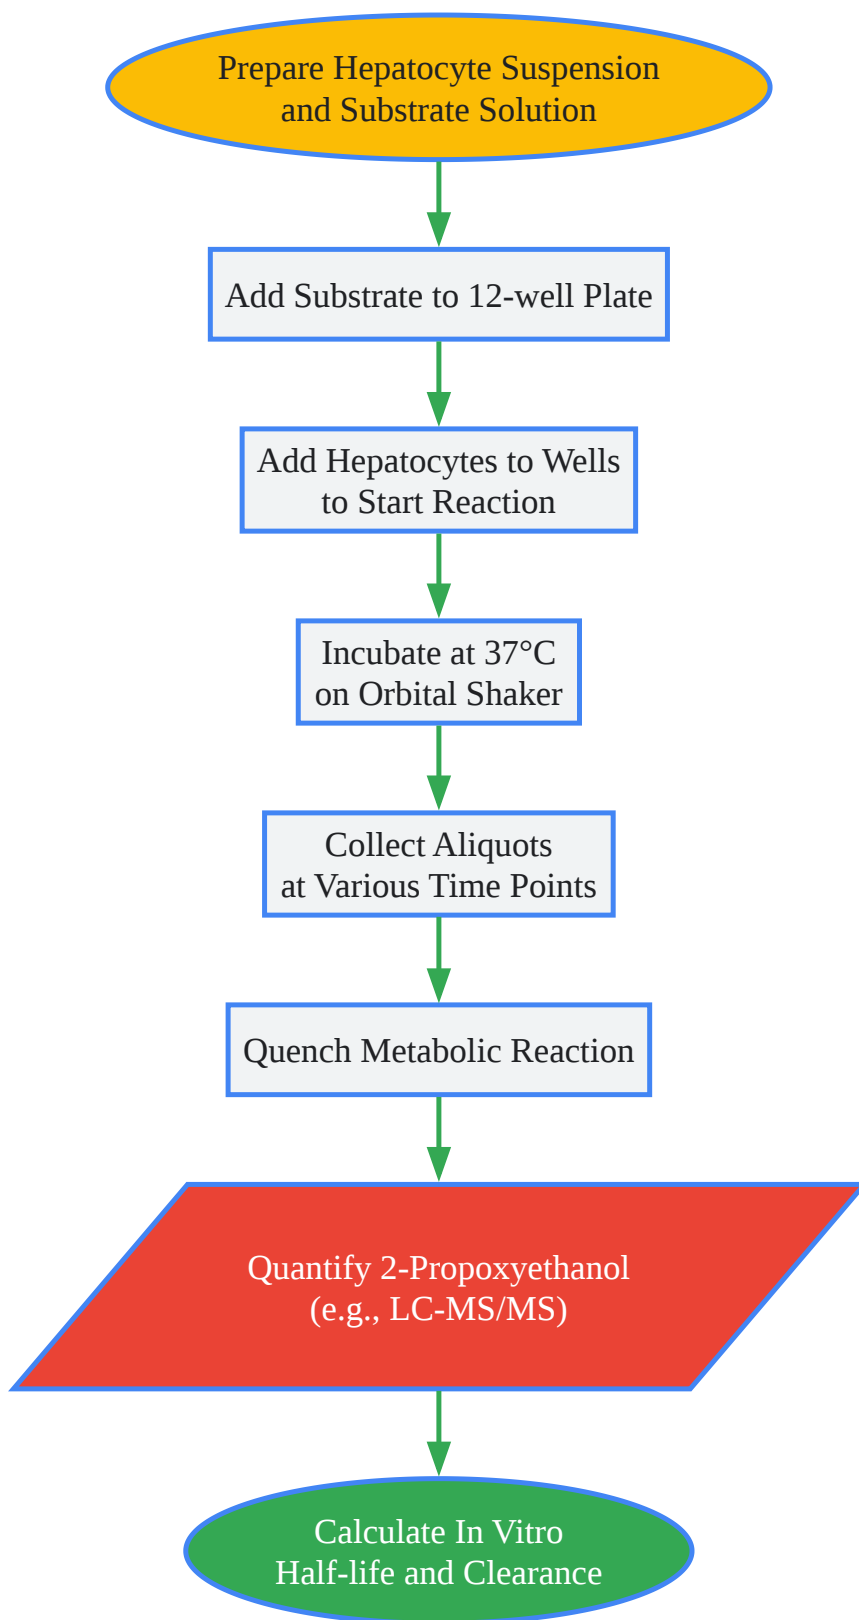 Prepare Hepatocyte Suspension
and Substrate Solution
Add Substrate to 12-well Plate
Add Hepatocytes to Wells
to Start Reaction
Incubate at 37°C
on Orbital Shaker
Collect Aliquots
at Various Time Points
Quench Metabolic Reaction
Quantify 2-Propoxyethanol
(e.g., LC-MS/MS)
Calculate In Vitro
Half-life and Clearance